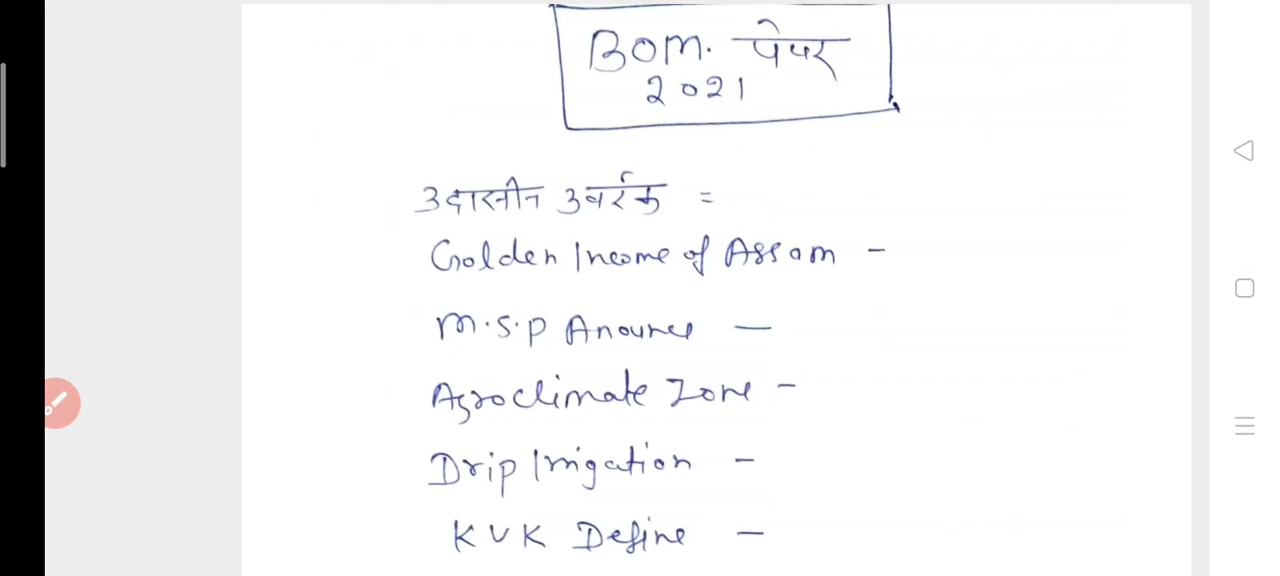 BOM. पेपर
2021
उदासीन उर्वरक =
Golden Income of Assam -
M.S.P Anounce -
Agroclimate Zone -
Drip Irrigation -
KVK Define -